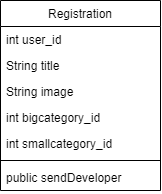 Registration
int user_id
String title
String image
int bigcategory_id
int smallcategory_id
public sendDeveloper